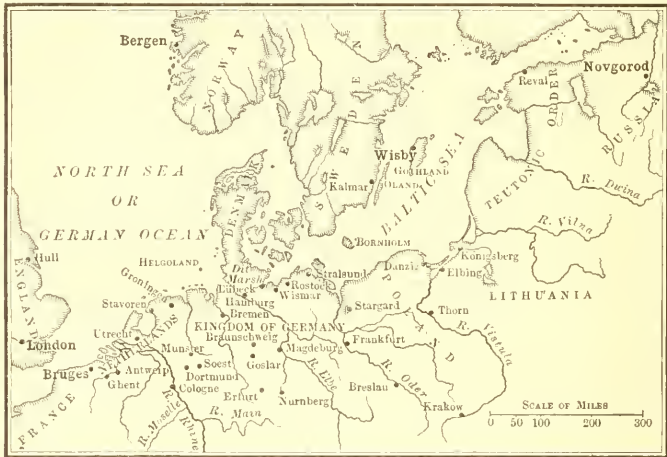 Bergen
NORWAY
SWEDEN
Reval
Novgorod
TEUTONIC ORDER
RUSSIA
NORTH SEA
OR
GERMAN OCEAN
DENMARK
Wisby
GOTHLAND
OLAND
Kalmar
BALTIC SEA
R. Dwina
R. Vilna
BORNHOLM
ENGLAND
Hull
HELGOLAND
Dit Marsh
Stralsund
Danzig
Königsberg
Elbing
LITHUANIA
Stavoren
Lübeck
Rostock
Wismar
Hamburg
Bremen
Stargard
POLAND
Thorn
R. Vistula
London
Utrecht
NETHERLANDS
KINGDOM OF GERMANY
Munster
Braunschweig
Magdeburg
Frankfurt
Bruges
Antwerp
Ghent
Soest
Dortmund
Cologne
Goslar
R. Elbe
R. Oder
Breslau
Krakow
Erfurt
Nurnberg
FRANCE
R. Moselle
R. Rhine
R. Main
SCALE OF MILES
0 50 100 200 300